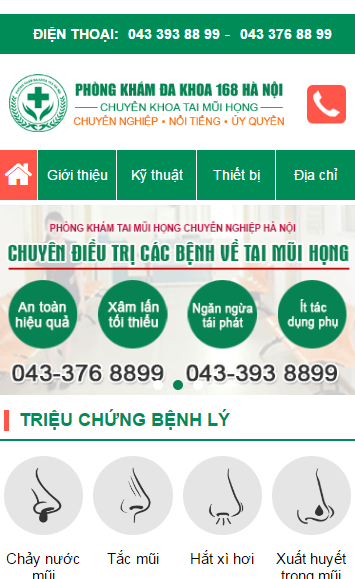 ĐIỆN THOẠI: 043 393 88 99 - 043 376 88 99
PHÒNG KHÁM ĐA KHOA 168 HÀ NỘI
CHUYÊN KHOA TAI MŨI HỌNG
CHUYÊN NGHIỆP • NỔI TIẾNG • ỦY QUYỀN
Giới thiệu Kỹ thuật Thiết bị Địa chỉ
PHÒNG KHÁM TAI MŨI HỌNG CHUYÊN NGHIỆP HÀ NỘI
CHUYÊN ĐIỀU TRỊ CÁC BỆNH VỀ TAI MŨI HỌNG
An toàn hiệu quả
Xâm lấn tối thiểu
Ngăn ngừa tái phát
Ít tác dụng phụ
043-376 8899 043-393 8899
TRIỆU CHỨNG BỆNH LÝ
Chảy nước mũi
Tắc mũi
Hắt xì hơi
Xuất huyết trong mũi